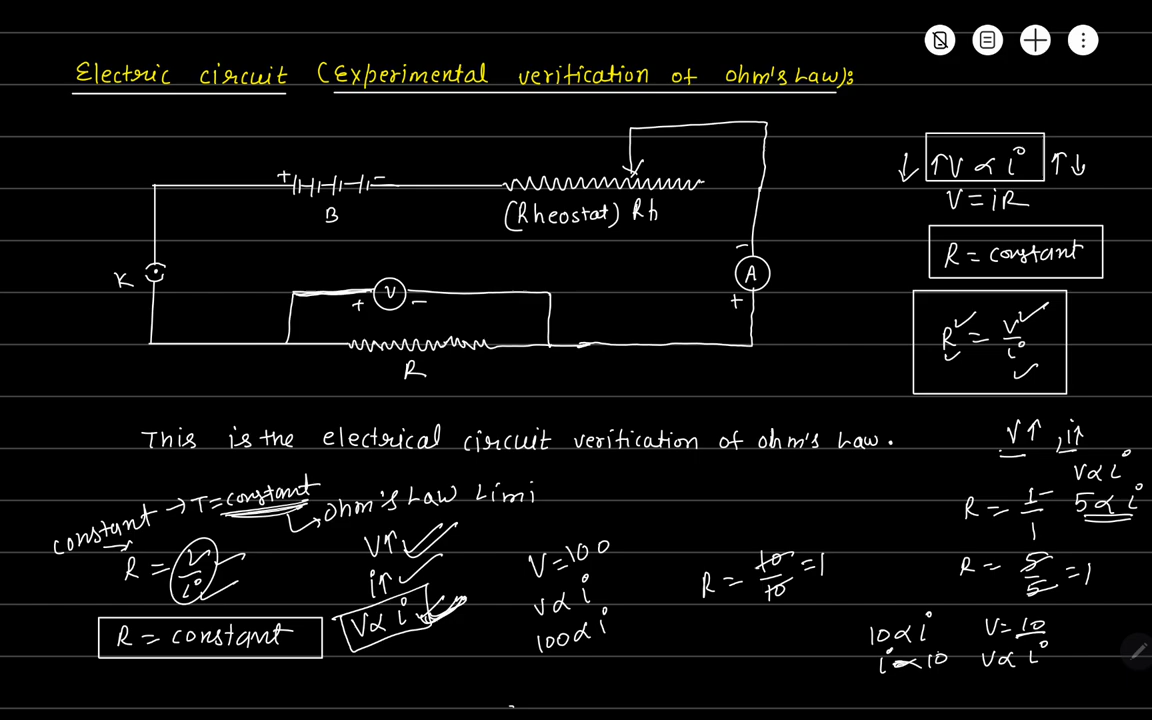 Electric circuit (Experimental verification of ohm's Law):
+ - 
B
(Rheostat) Rh
K
+ V -
- A +
R
↓ ↑V ∝ i ↑↓
V = iR
R = constant
R = V/i
This is the electrical circuit verification of ohm's Law.
V↑, i↑
V∝i
constant → T=constant
Ohm's Law Limi
R = V/i
V↑
i↑
V∝i
R = constant
V=100
V∝i
100∝i
R = 10/10 =1
R = 1/1
5∝i
R = 5/5 =1
10∝i
i∝10
V=10
V∝i